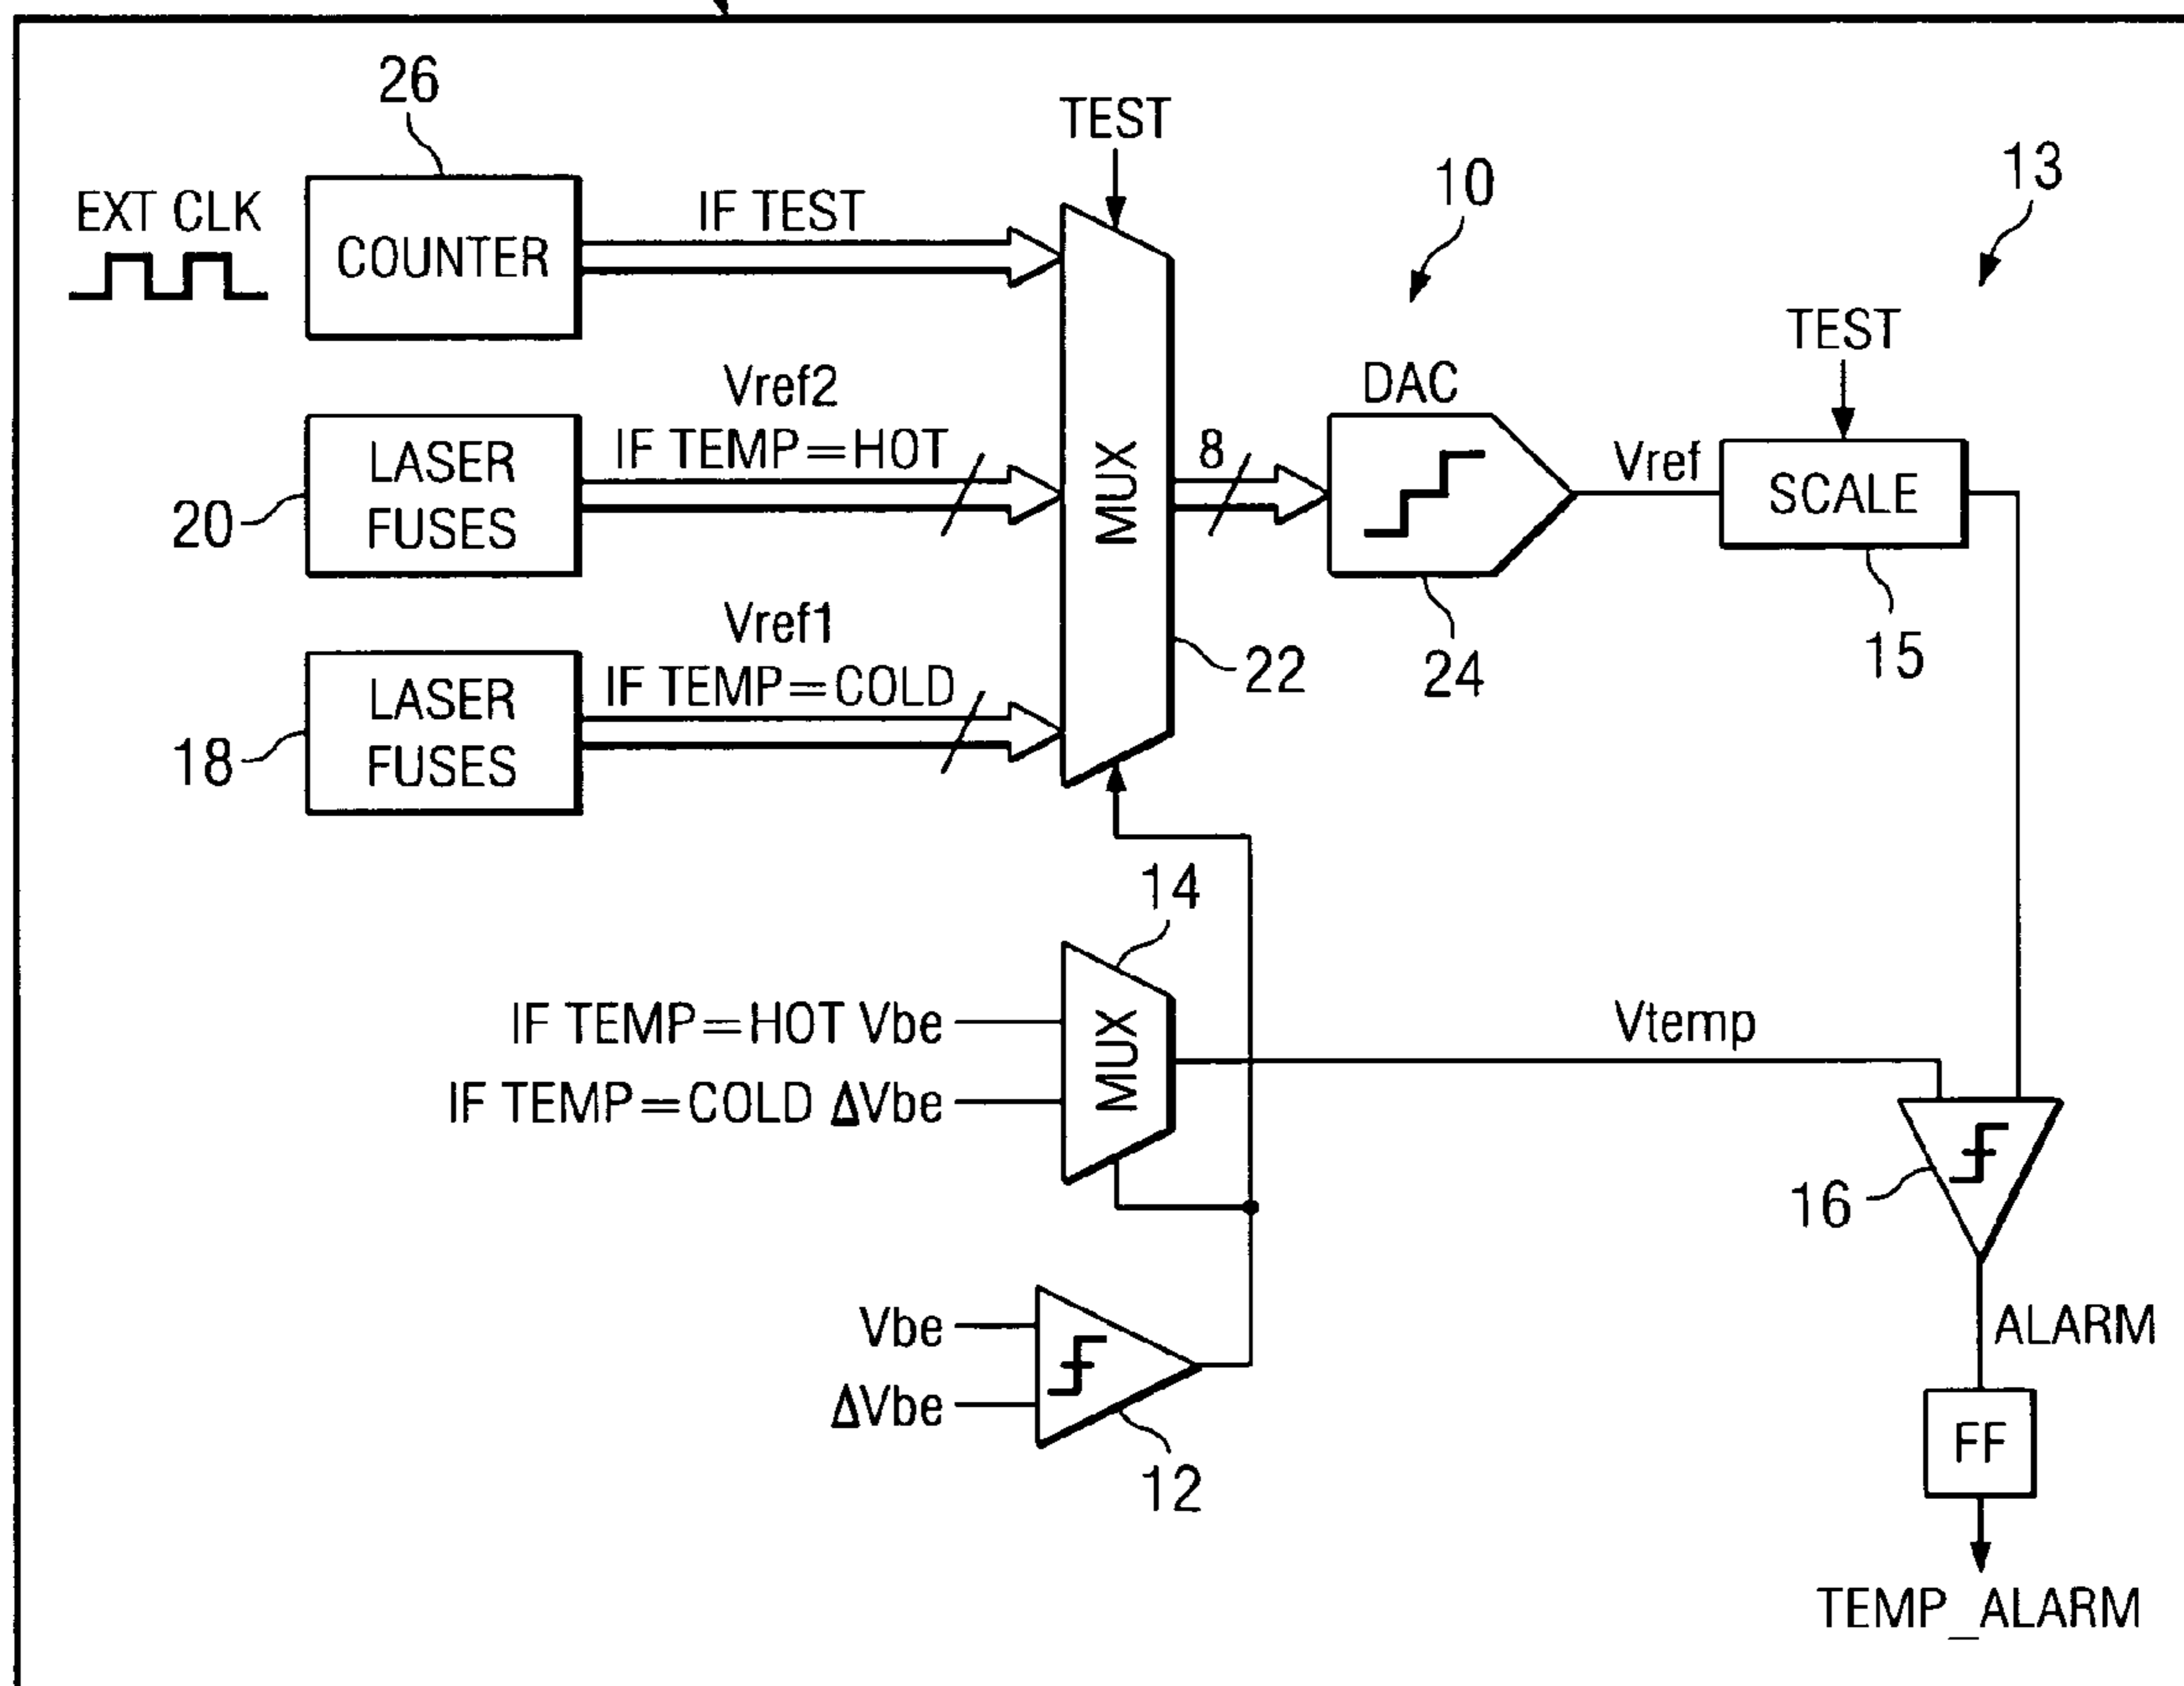 26
TEST
10
13
EXT CLK
COUNTER
IF TEST
TEST
Vref2
IF TEMP=HOT
LASER
FUSES
20
MUX
8
DAC
24
Vref
SCALE
15
Vref1
IF TEMP=COLD
LASER
FUSES
18
22
14
IF TEMP=HOT Vbe
IF TEMP=COLD ΔVbe
MUX
Vtemp
16
Vbe
ΔVbe
12
ALARM
FF
TEMP_ALARM